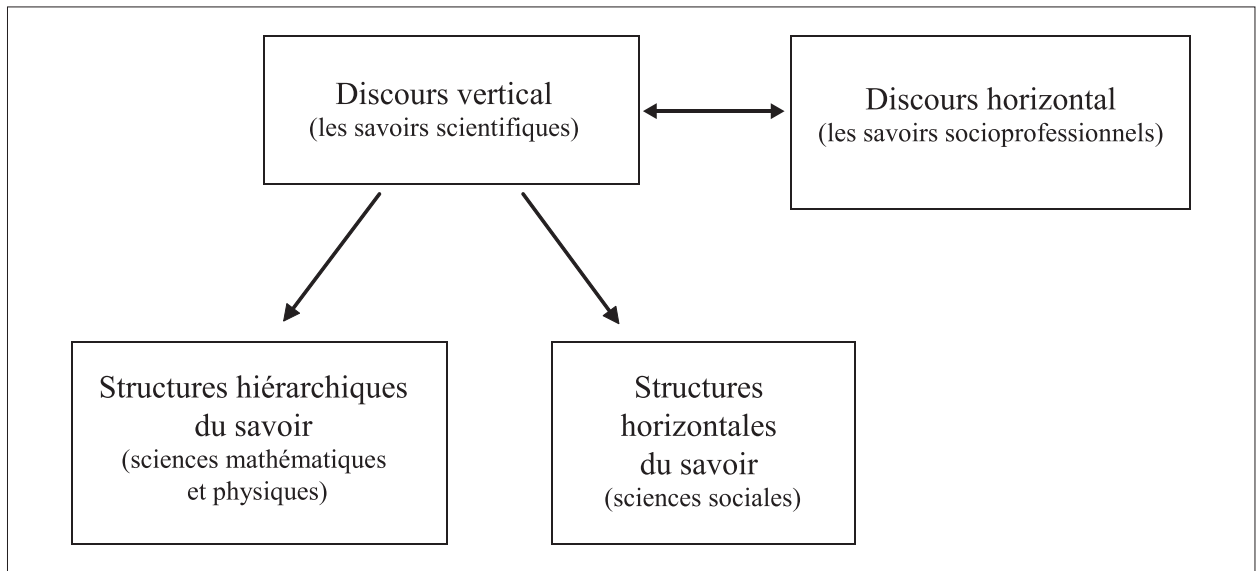 Discours vertical
(les savoirs scientifiques)
Discours horizontal
(les savoirs socioprofessionnels)
Structures hiérarchiques
du savoir
(sciences mathématiques
et physiques)
Structures
horizontales
du savoir
(sciences sociales)